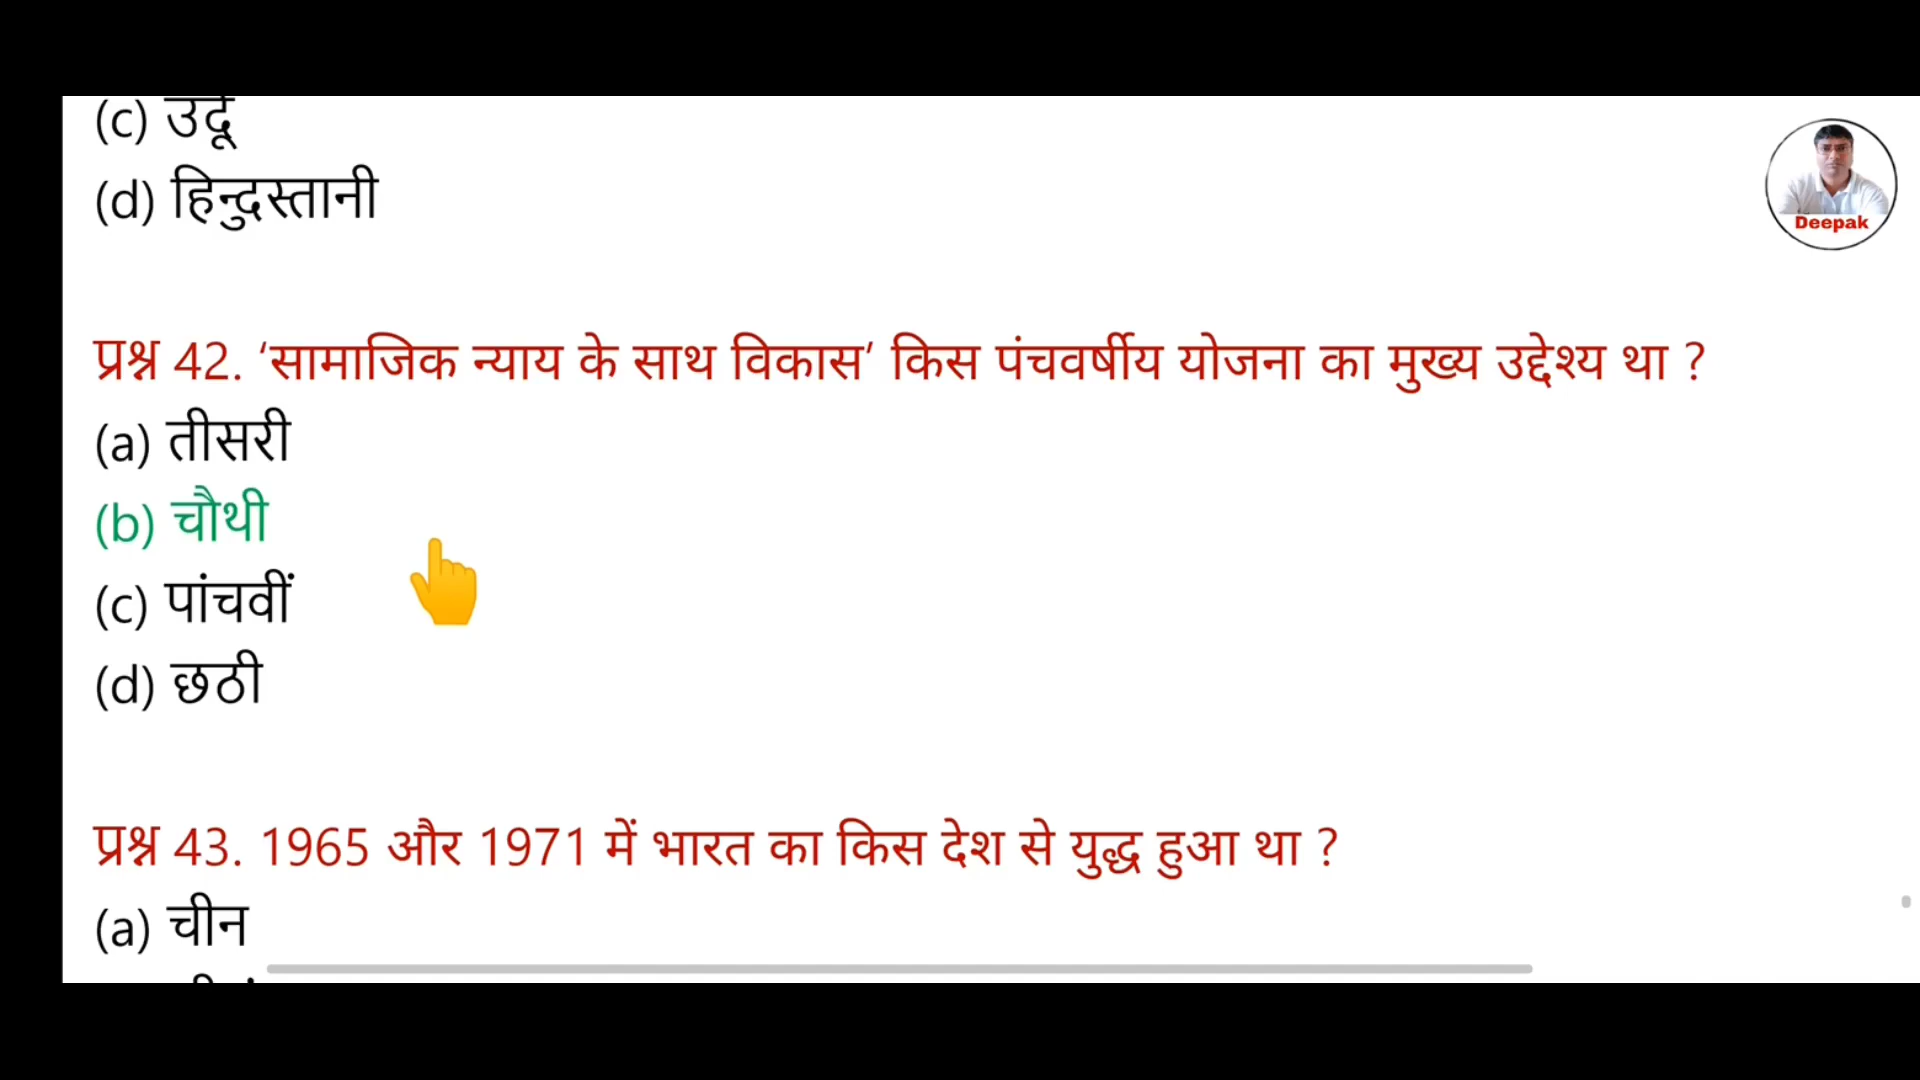 (c) उर्दू
(d) हिन्दुस्तानी
Deepak
प्रश्न 42. ‘सामाजिक न्याय के साथ विकास’ किस पंचवर्षीय योजना का मुख्य उद्देश्य था ?
(a) तीसरी
(b) चौथी
(c) पांचवीं
(d) छठी
प्रश्न 43. 1965 और 1971 में भारत का किस देश से युद्ध हुआ था ?
(a) चीन